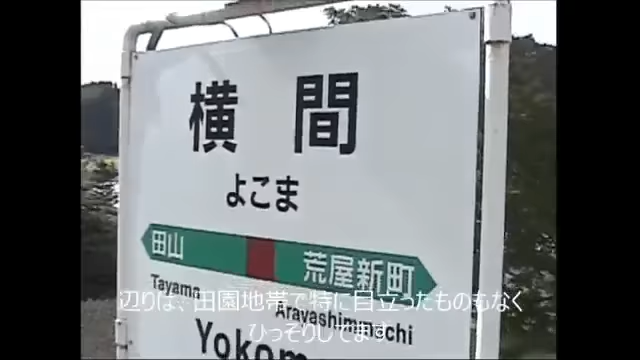 横間
よこま
田山 荒屋新町
Tayama Arayashimmachi
Yokom
辺りは、田園地帯で特に目立ったものもなく
ひっそりしてます